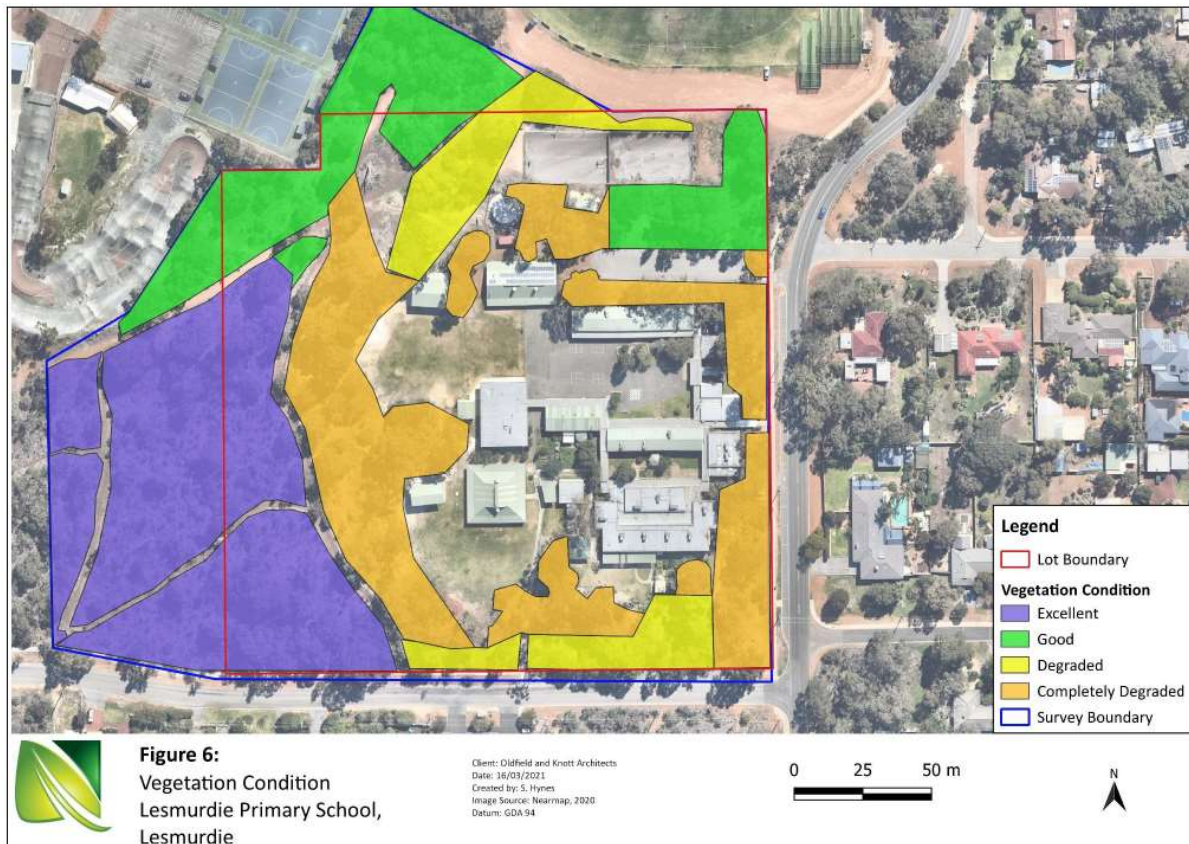 Legend
Lot Boundary
Vegetation Condition
Excellent
Good
Degraded
Completely Degraded
Survey Boundary
Figure 6:
Vegetation Condition
Lesmurdie Primary School,
Lesmurdie
Client: Oldfield and Knott Architects
Date: 16/03/2021
Created by: S. Hynes
Image Source: Nearmap, 2020
Datum: GDA 94
0 25 50 m
N